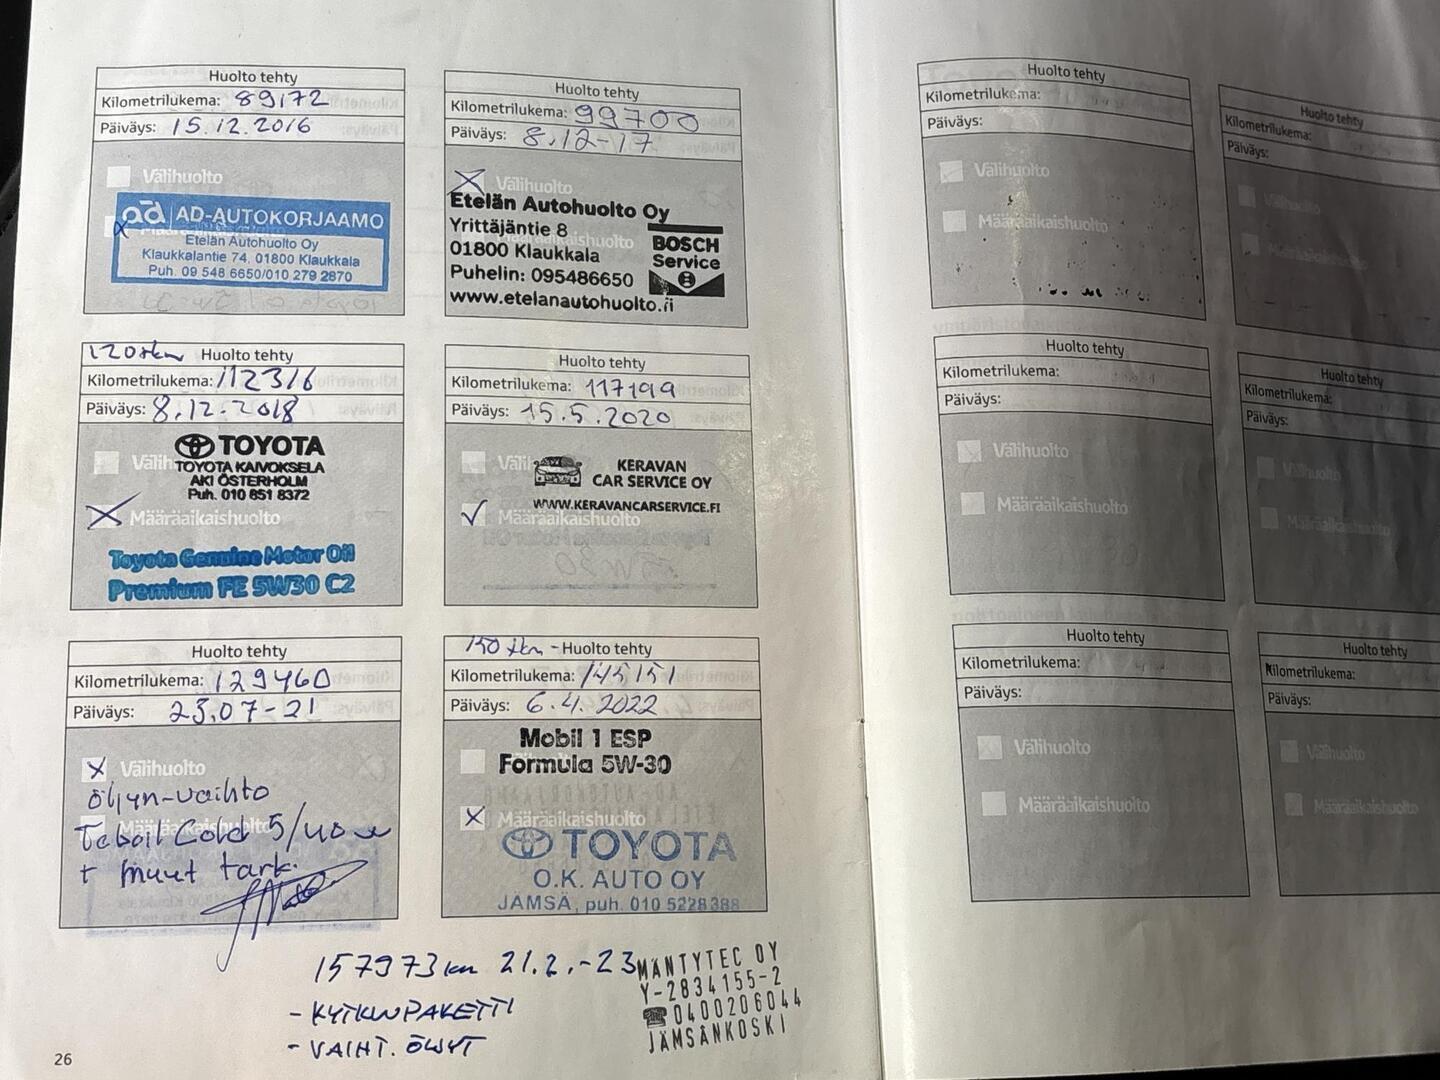 Huolto tehty
Kilometrilukema: 89172
Päiväys: 15.12.2016
Välihuolto
x
ad AD-AUTOKORJAAMO
Etelän Autohuolto Oy
Klaukkalantie 74, 01800 Klaukkala
Puh. 09 548 6650/010 279 2870
Huolto tehty
Kilometrilukema: 99700
Päiväys: 8.12-17
X Välihuolto
Etelän Autohuolto Oy
Yrittäjäntie 8
01800 Klaukkala
Puhelin: 095486650
www.etelanautohuolto.fi
Määräaikaishuolto
BOSCH
Service
120tkm Huolto tehty
Kilometrilukema: 112316
Päiväys: 8.12.2018
TOYOTA
TOYOTA KAIVOKSELA
AKI ÖSTERHOLM
Puh. 010 851 8372
X Määräaikaishuolto
Toyota Genuine Motor Oil
Premium FE 5W30 C2
Huolto tehty
Kilometrilukema: 117199
Päiväys: 15.5.2020
KERAVAN
CAR SERVICE OY
WWW.KERAVANCARSERVICE.FI
✓ Määräaikaishuolto
Huolto tehty
Kilometrilukema: 129460
Päiväys: 23.07-21
x Välihuolto
öljyn-vaihto
Määräaikaishuolto
Teboil Gold 5/40
+ muut tark.
150 tkm - Huolto tehty
Kilometrilukema: 145151
Päiväys: 6.4.2022
Mobil 1 ESP
Formula 5W-30
x Määräaikaishuolto
TOYOTA
O.K. AUTO OY
JÄMSÄ, puh. 010 5228388
157973 km 21.2.-23
- KYTKINPAKETTI
- VAIHT. ÖLJYT
MÄNTYTEC OY
Y-2834155-2
☎0400206044
JÄMSÄNKOSKI
26
Huolto tehty
Kilometrilukema:
Päiväys:
Välihuolto
Määräaikaishuolto
Huolto tehty
Kilometrilukema:
Päiväys:
Välihuolto
Määräaikaishuolto
Huolto tehty
Kilometrilukema:
Päiväys:
Välihuolto
Määräaikaishuolto
Huolto tehty
Kilometrilukema:
Päiväys:
Välihuolto
Määräaikaishuolto
Huolto tehty
Kilometrilukema:
Päiväys:
Välihuolto
Määräaikaishuolto
Huolto tehty
Kilometrilukema:
Päiväys:
Välihuolto
Määräaikaishuolto